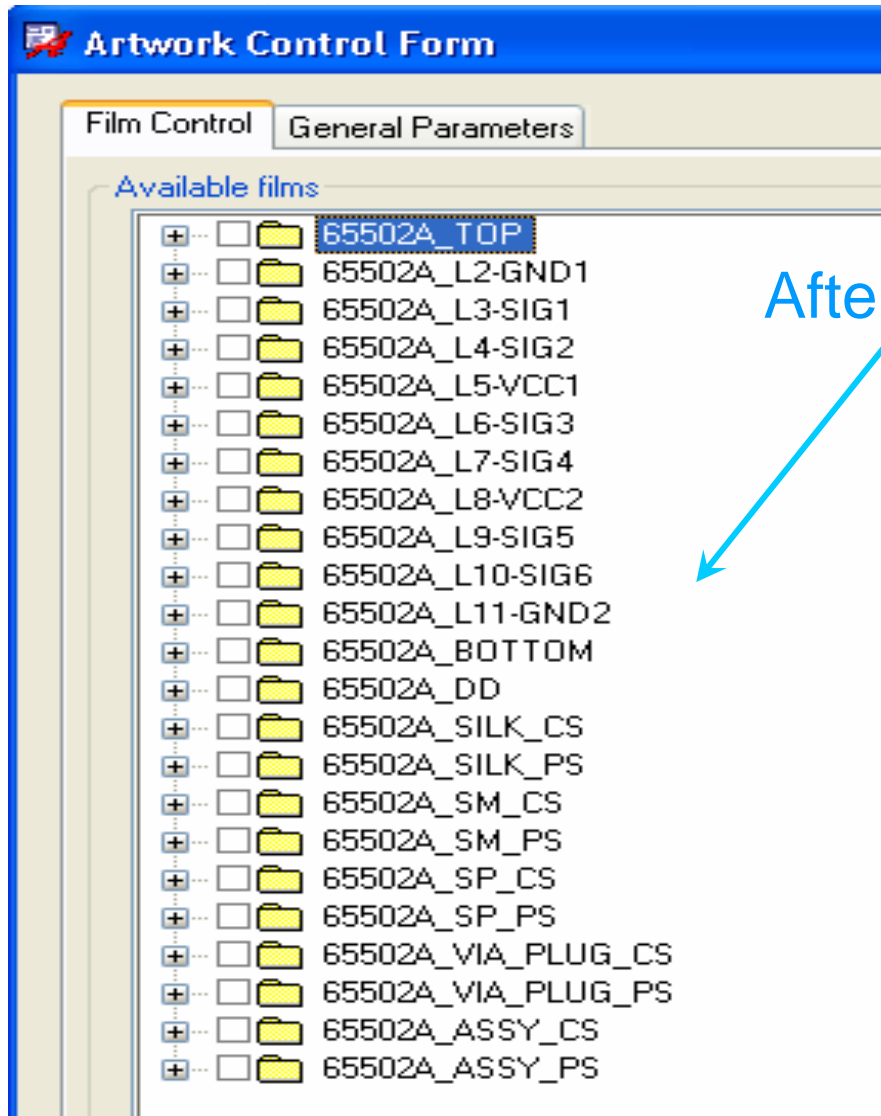 Artwork Control Form
Film Control General Parameters
Available films
65502A_TOP
65502A_L2-GND1
65502A_L3-SIG1
65502A_L4-SIG2
65502A_L5-VCC1
65502A_L6-SIG3
65502A_L7-SIG4
65502A_L8-VCC2
65502A_L9-SIG5
65502A_L10-SIG6
65502A_L11-GND2
65502A_BOTTOM
65502A_DD
65502A_SILK_CS
65502A_SILK_PS
65502A_SM_CS
65502A_SM_PS
65502A_SP_CS
65502A_SP_PS
65502A_VIA_PLUG_CS
65502A_VIA_PLUG_PS
65502A_ASSY_CS
65502A_ASSY_PS
Afte